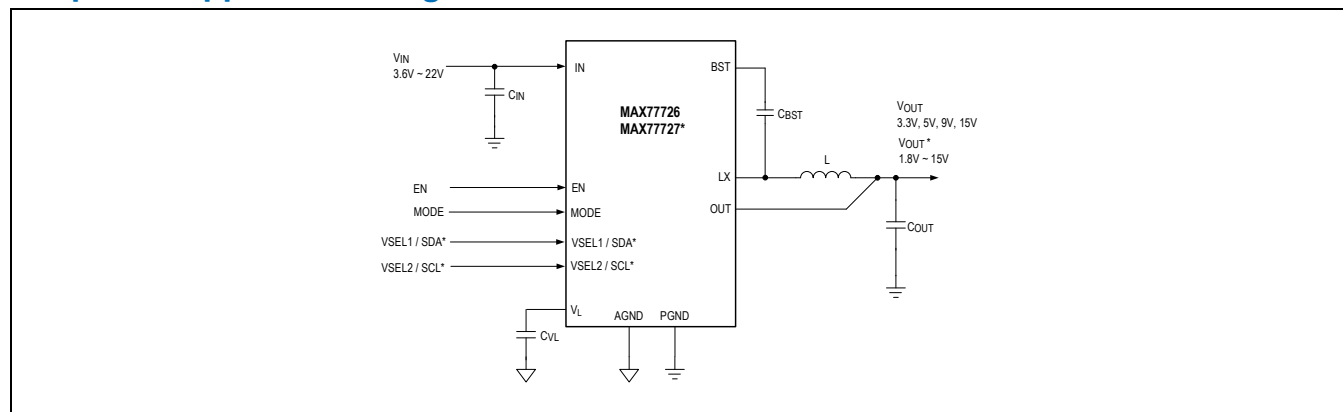 VIN
3.6V ~ 22V
CIN
IN
BST
MAX77726
MAX77727*
CBST
VOUT
3.3V, 5V, 9V, 15V
VOUT *
1.8V ~ 15V
L
LX
EN
EN
OUT
MODE
MODE
COUT
VSEL1 / SDA*
VSEL1 / SDA*
VSEL2 / SCL*
VSEL2 / SCL*
VL
AGND
PGND
CVL